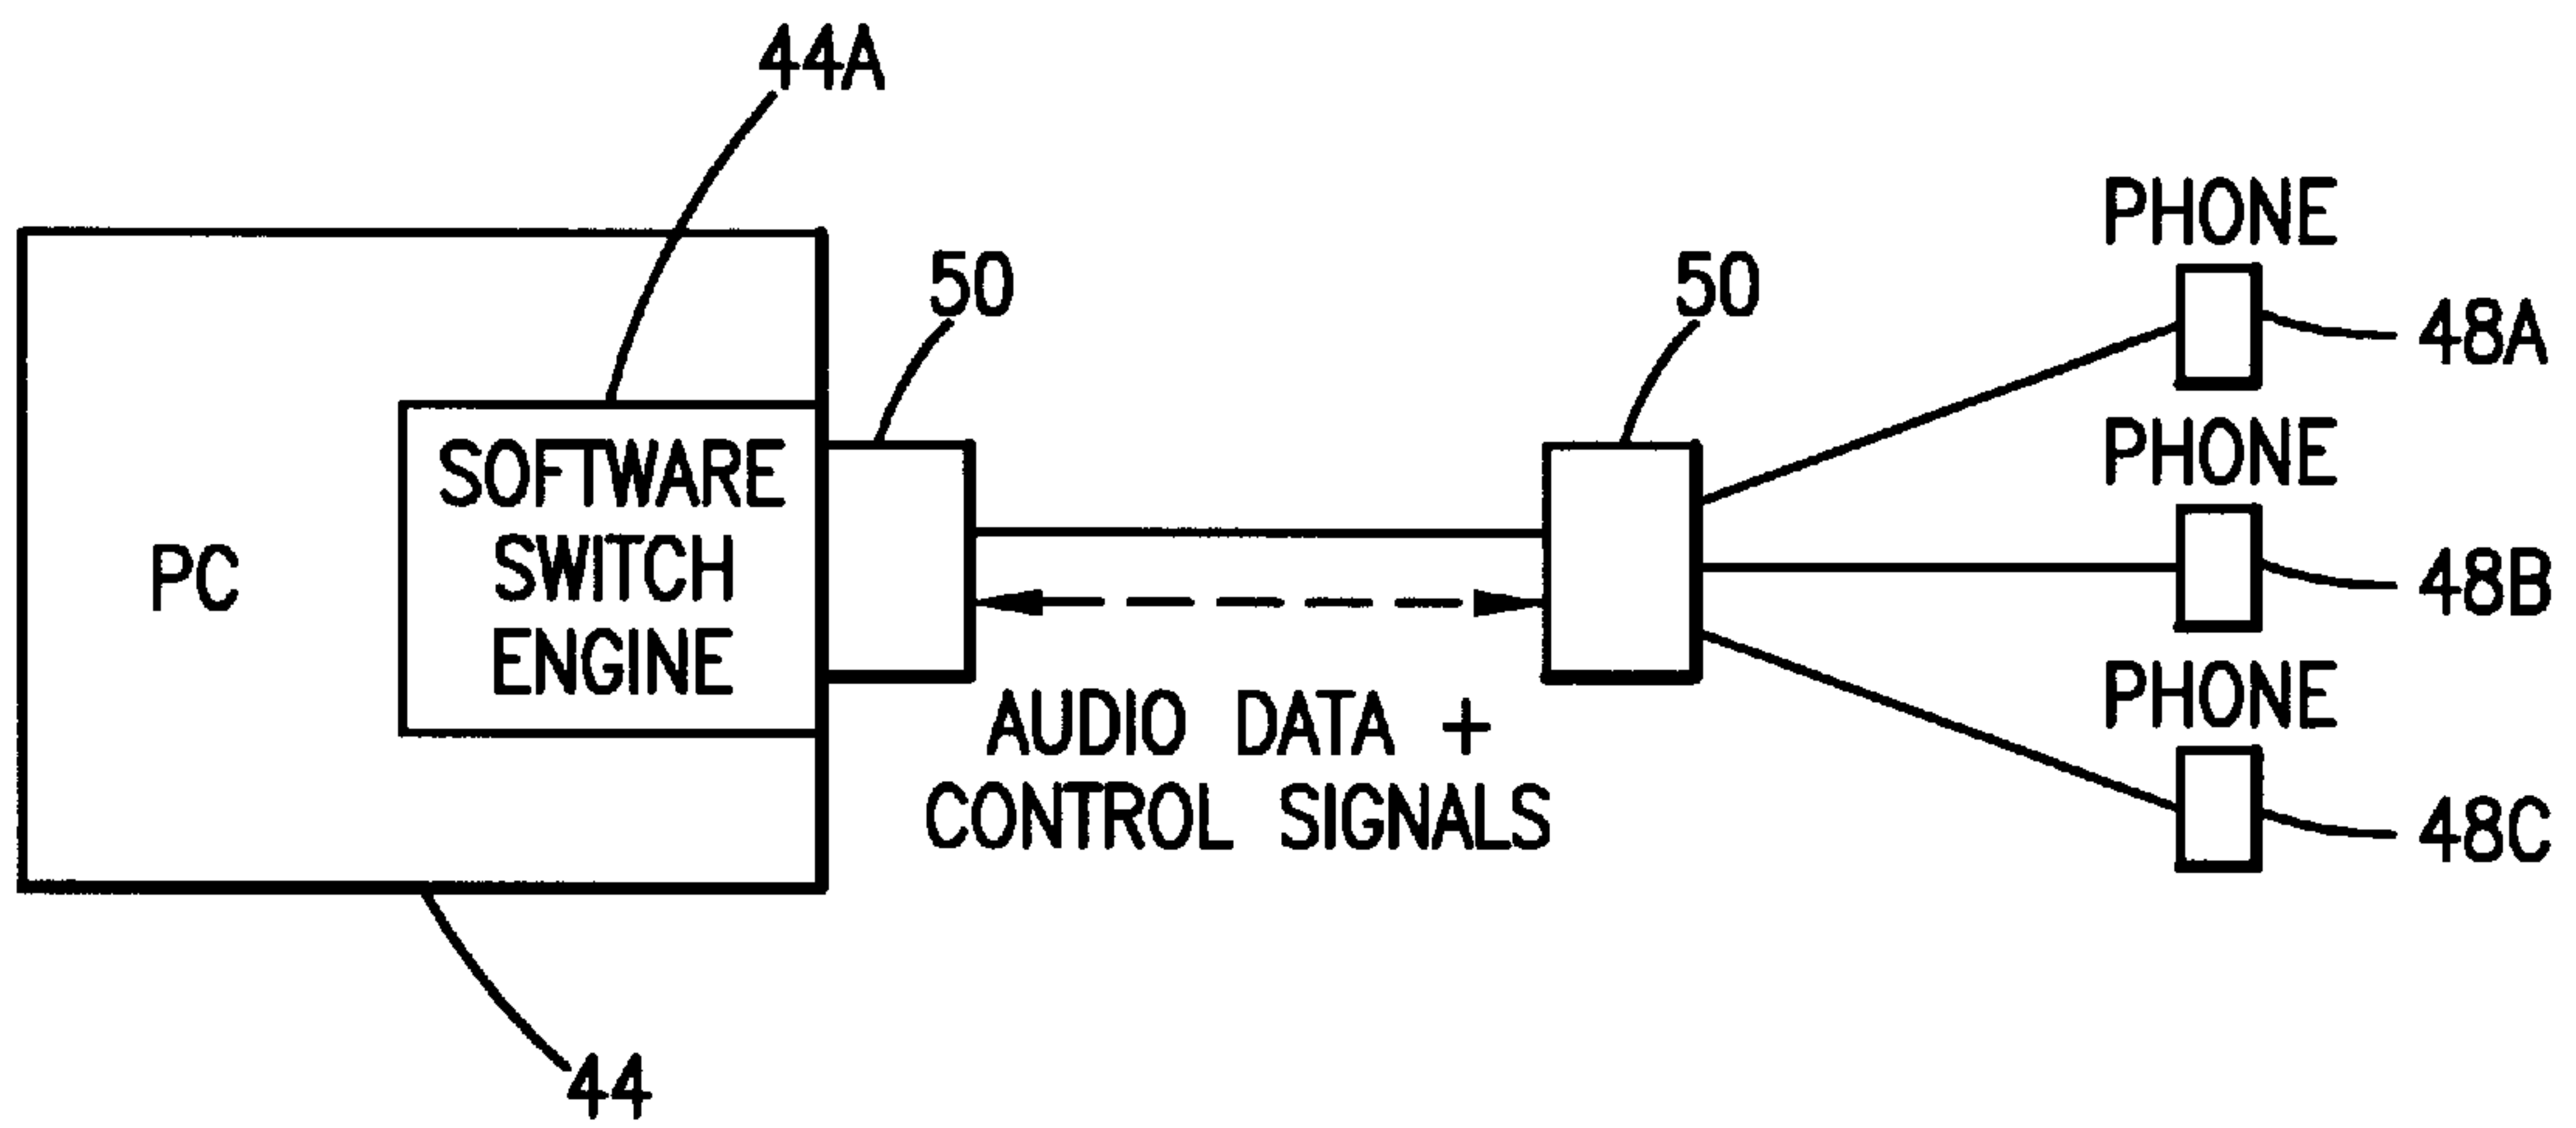 44A
PHONE
50
50
48A
PHONE
SOFTWARE
SWITCH
ENGINE
PC
48B
PHONE
AUDIO DATA +
CONTROL SIGNALS
48C
44